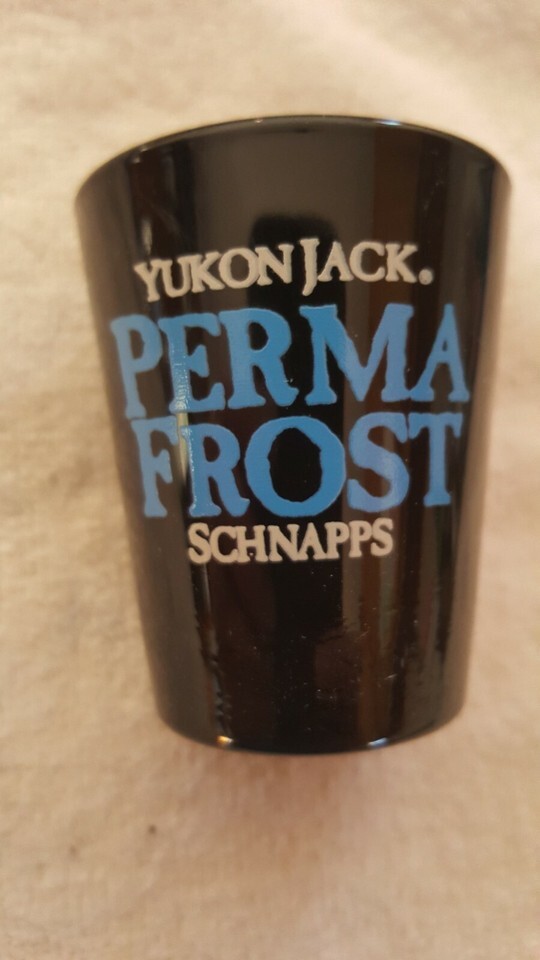 YUKON JACK®
PERMA
FROST
SCHNAPPS